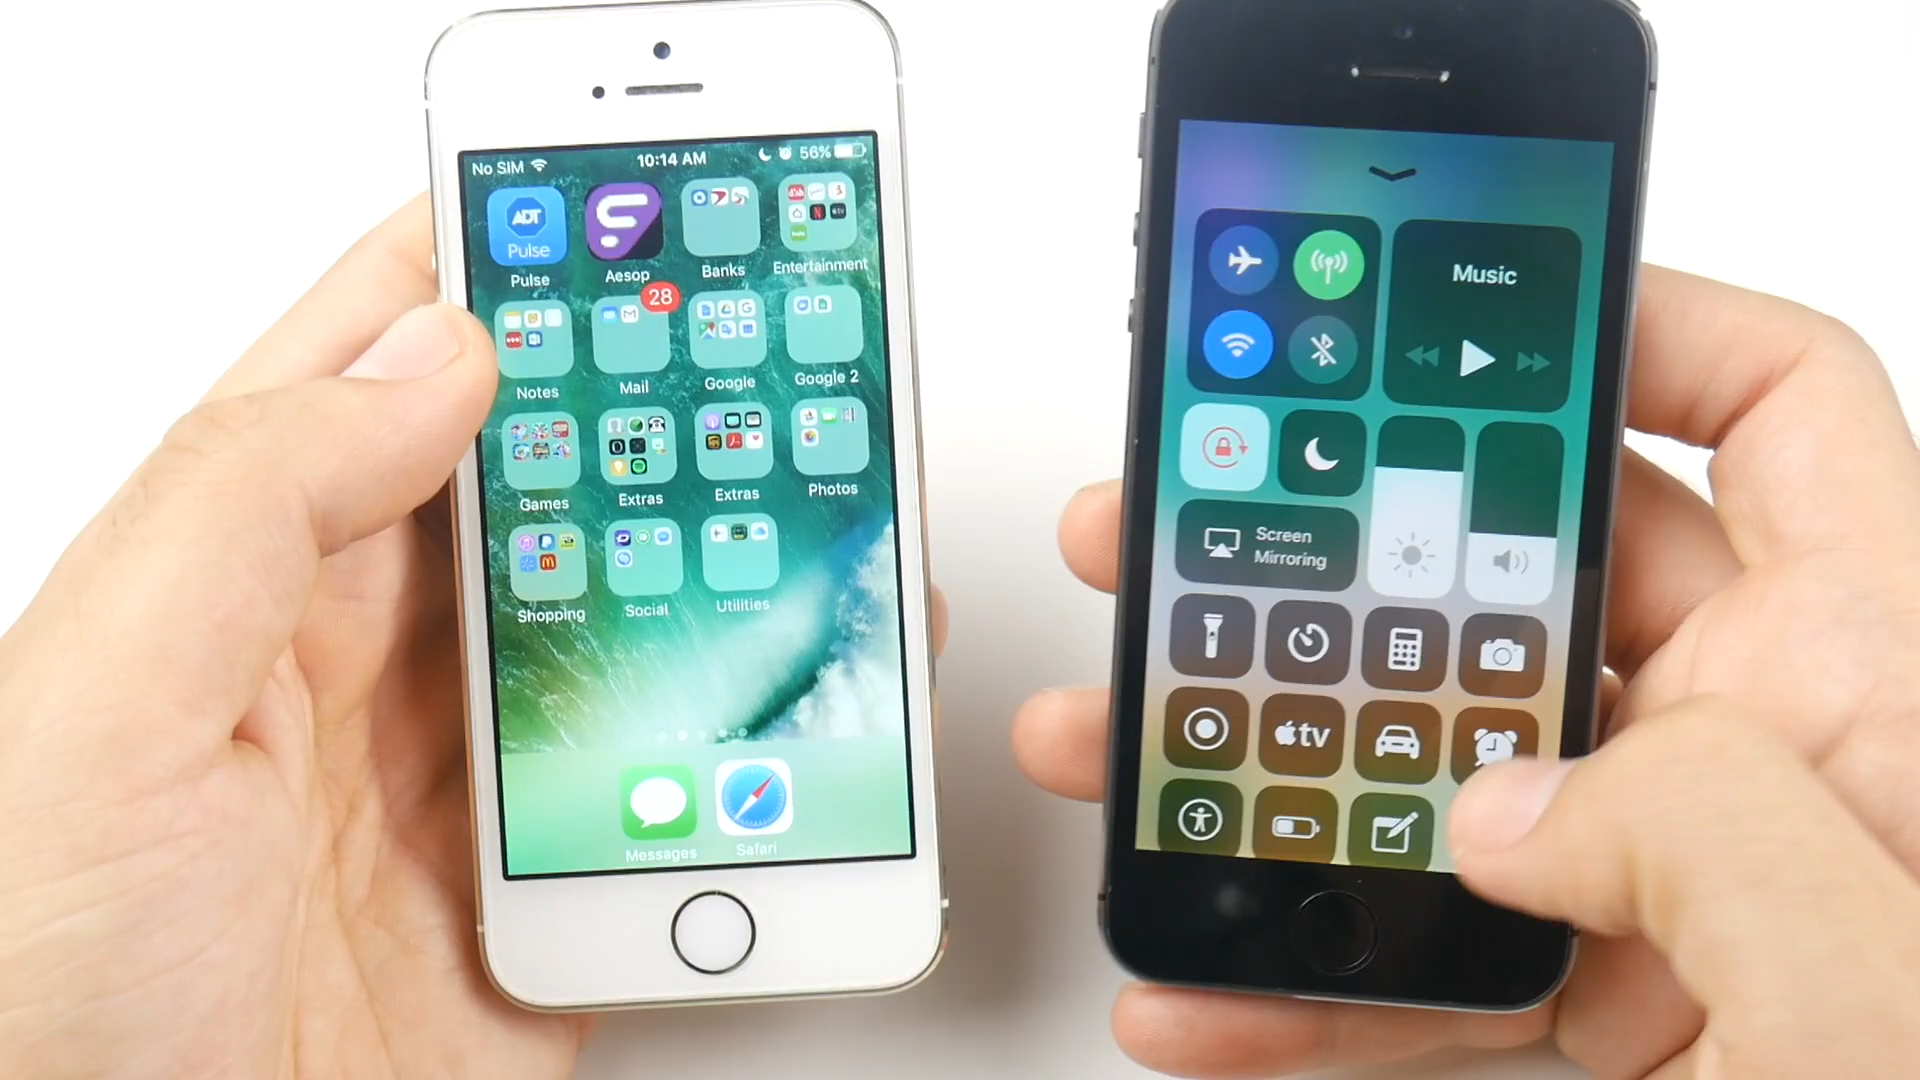 No SIM 10:14 AM 56%
ADT
Pulse
Pulse Aesop Banks Entertainment
28
Notes Mail Google Google 2
Games Extras Extras Photos
Shopping Social Utilities
Messages Safari
Music
Screen
Mirroring
tv